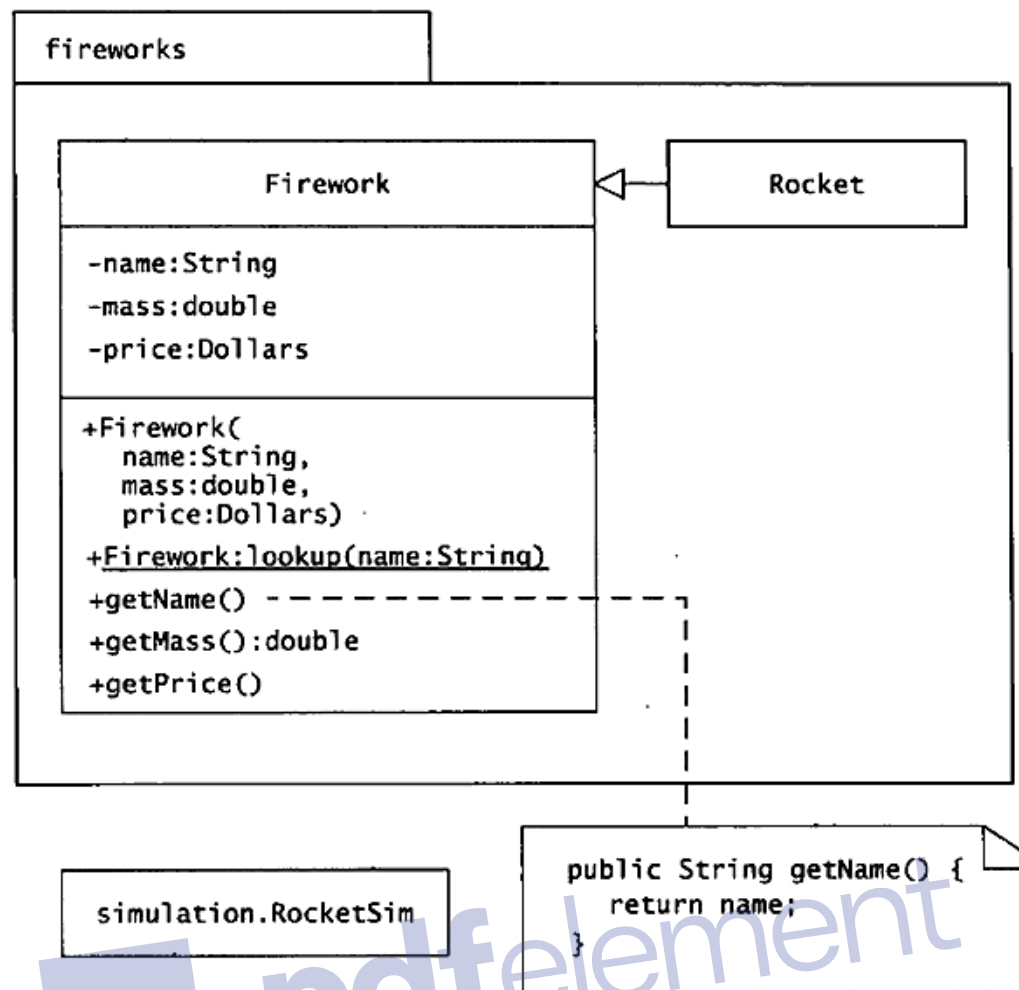 fireworks
Firework
Rocket
-name:String
-mass:double
-price:Dollars
+Firework(
name:String,
mass:double,
price:Dollars)
+Firework:lookup(name:String)
+getName()
+getMass():double
+getPrice()
simulation.RocketSim
public String getName() {
return name;
}
pdfelement